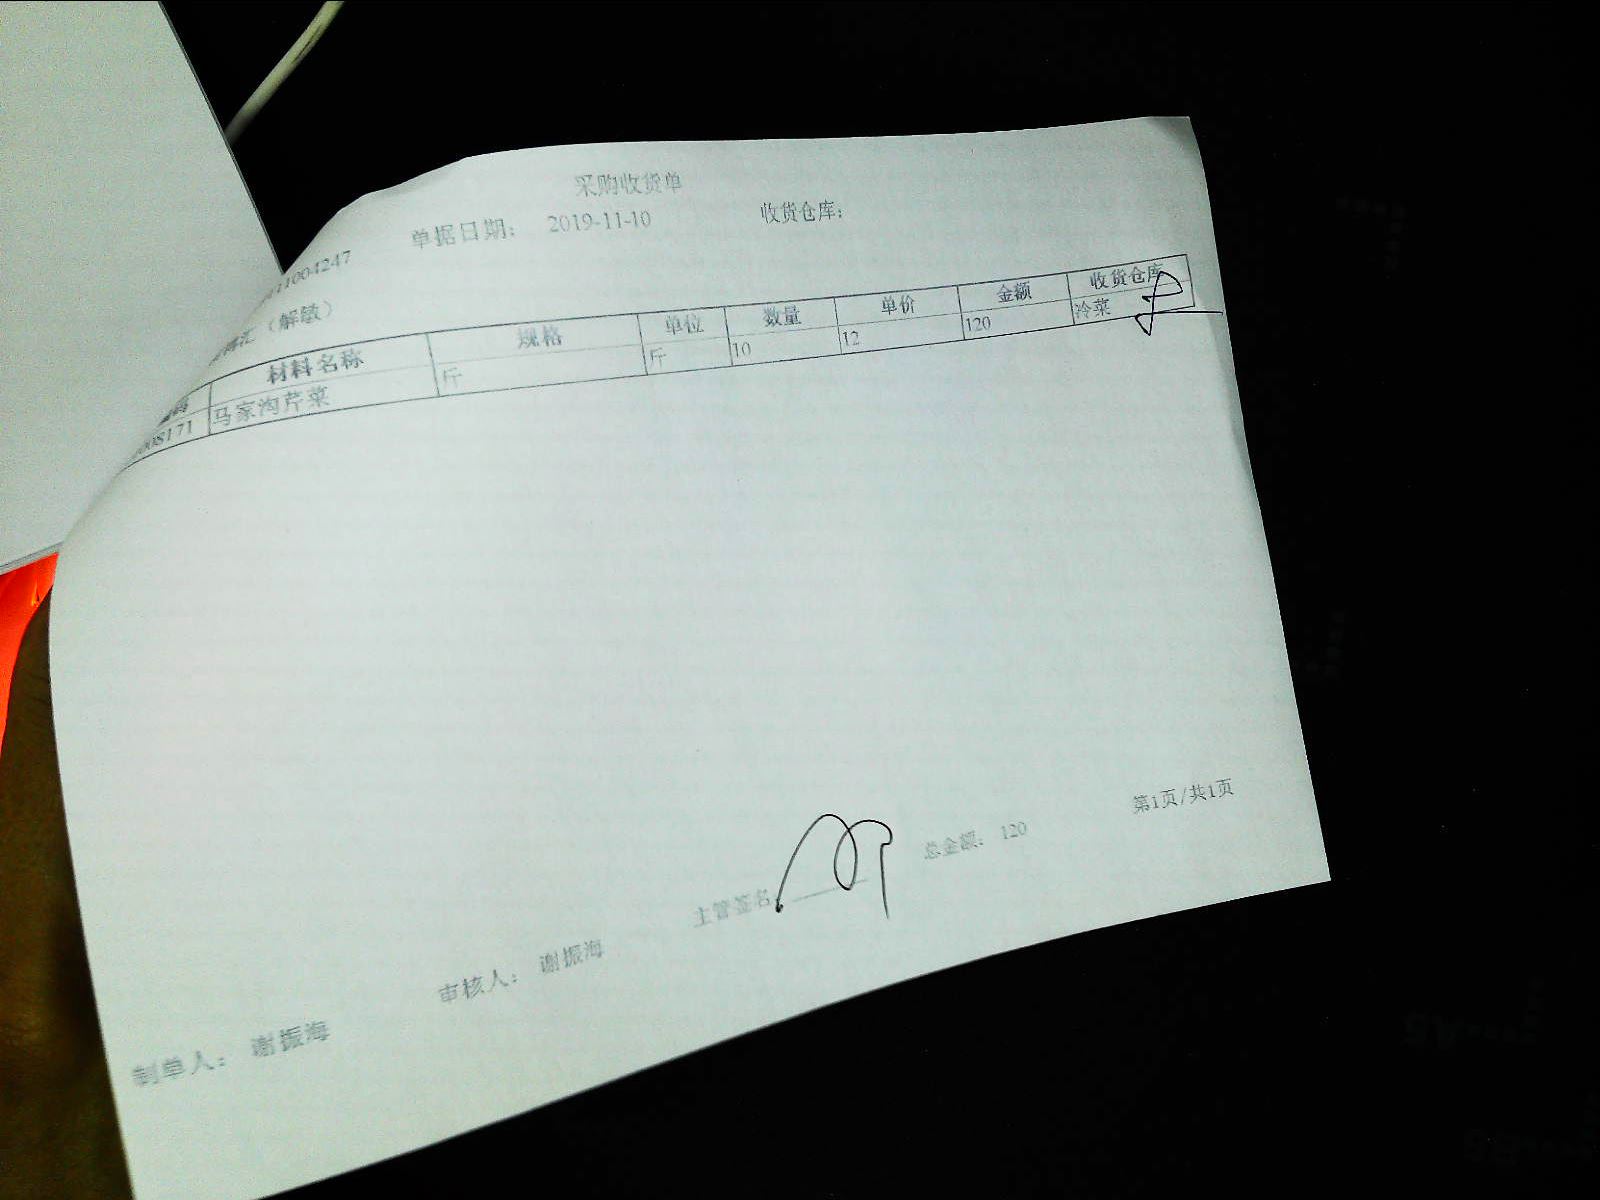 采购收货单
单据日期： 2019-11-10 收货仓库：
11004247
汇（解敏）
材料名称 规格 单位 数量 单价 金额 收货仓库
008171 马家沟芹菜 斤 斤 10 12 120 冷菜
第1页/共1页
制单人： 谢振海 审核人： 谢振海 主管签名 总金额： 120